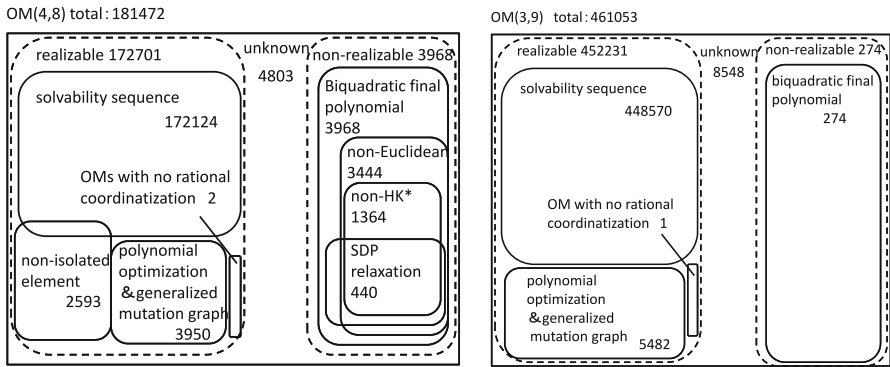 OM(4,8) total : 181472
realizable 172701
unknown
4803
non-realizable 3968
solvability sequence
172124
OMs with no rational
coordinatization 2
non-isolated
element
2593
polynomial
optimization
&generalized
mutation graph
3950
Biquadratic final
polynomial
3968
non-Euclidean
3444
non-HK*
1364
SDP
relaxation
440
OM(3,9) total : 461053
realizable 452231
unknown
8548
non-realizable 274
solvability sequence
448570
OM with no rational
coordinatization 1
polynomial
optimization
&generalized
mutation graph 5482
biquadratic final
polynomial
274